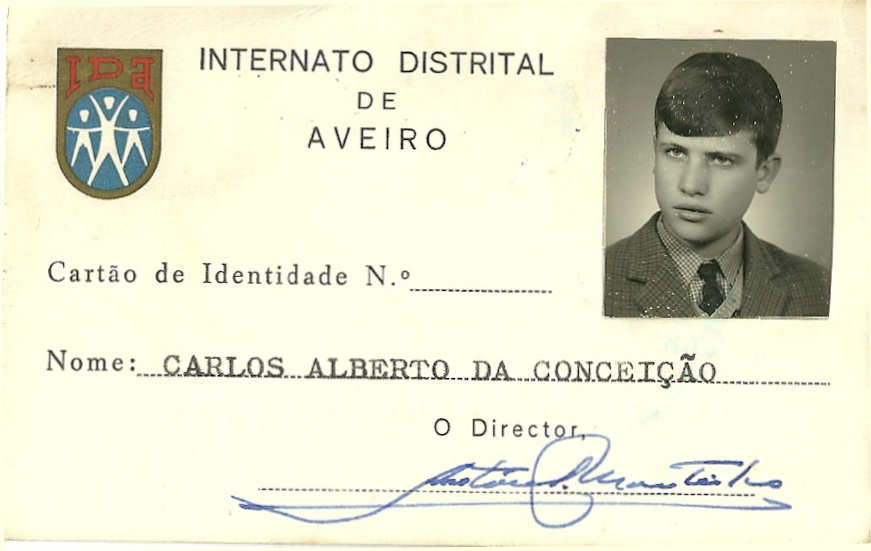 IDA
INTERNATO DISTRITAL
DE
AVEIRO
Cartão de Identidade N.º
Nome: CARLOS ALBERTO DA CONCEIÇÃO
O Director,